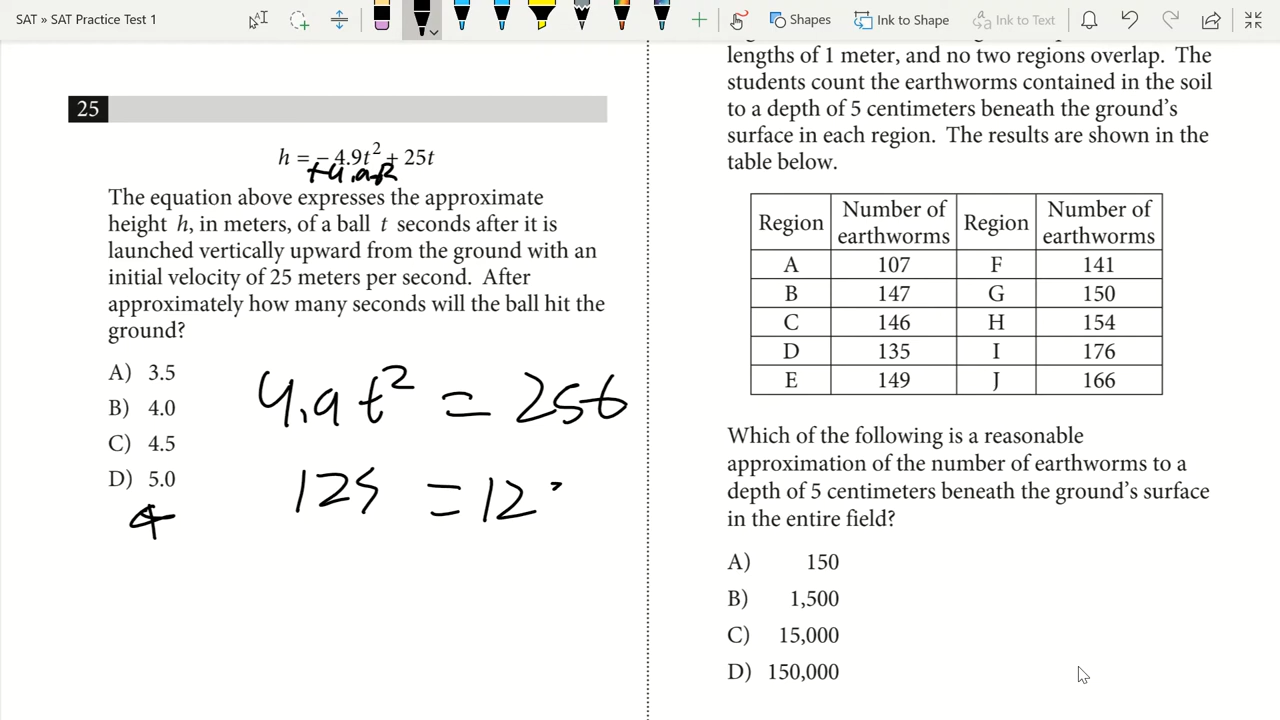 SAT » SAT Practice Test 1
Shapes
Ink to Shape
Ink to Text
25
h = −4.9t² + 25t
+4.9t²
The equation above expresses the approximate
height h, in meters, of a ball t seconds after it is
launched vertically upward from the ground with an
initial velocity of 25 meters per second. After
approximately how many seconds will the ball hit the
ground?
A) 3.5
B) 4.0
C) 4.5
D) 5.0
4.9 t² = 25t
125 = 12
lengths of 1 meter, and no two regions overlap. The
students count the earthworms contained in the soil
to a depth of 5 centimeters beneath the ground's
surface in each region. The results are shown in the
table below.
Region Number of earthworms Region Number of earthworms
A 107 F 141
B 147 G 150
C 146 H 154
D 135 I 176
E 149 J 166
Which of the following is a reasonable
approximation of the number of earthworms to a
depth of 5 centimeters beneath the ground's surface
in the entire field?
A) 150
B) 1,500
C) 15,000
D) 150,000